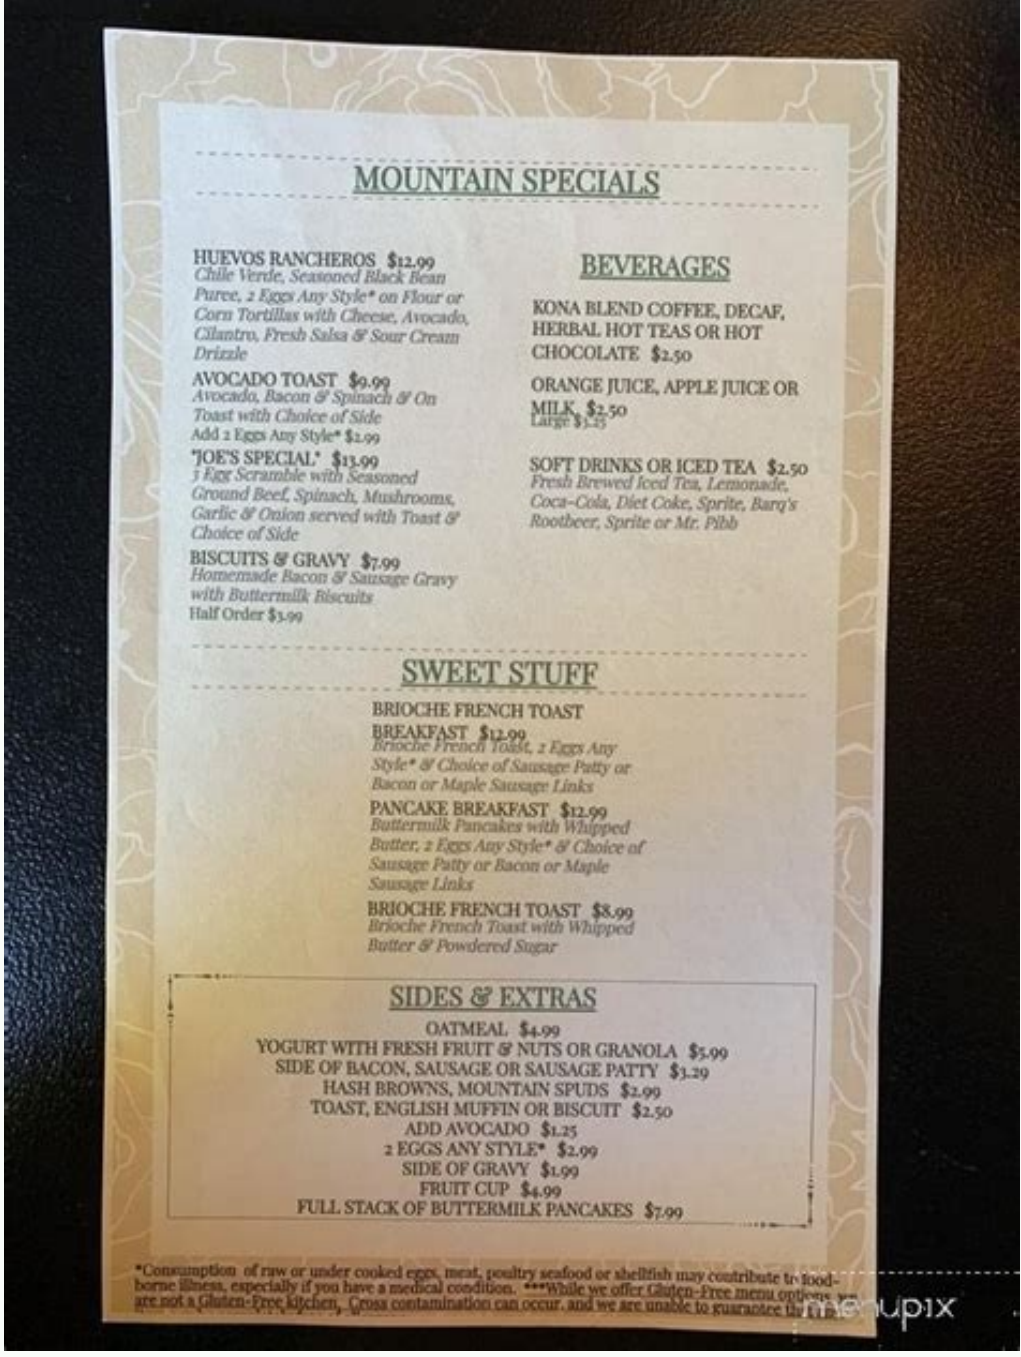 MOUNTAIN SPECIALS
HUEVOS RANCHEROS $12.99
Chile Verde, Seasoned Black Bean
Puree, 2 Eggs Any Style* on Flour or
Corn Tortillas with Cheese, Avocado,
Cilantro, Fresh Salsa & Sour Cream
Drizzle
AVOCADO TOAST $9.99
Avocado, Bacon & Spinach & On
Toast with Choice of Side
Add 2 Eggs Any Style* $2.99
"JOE'S SPECIAL" $13.99
3 Egg Scramble with Seasoned
Ground Beef, Spinach, Mushrooms,
Garlic & Onion served with Toast &
Choice of Side
BISCUITS & GRAVY $7.99
Homemade Bacon & Sausage Gravy
with Buttermilk Biscuits
Half Order $3.99
BEVERAGES
KONA BLEND COFFEE, DECAF,
HERBAL HOT TEAS OR HOT
CHOCOLATE $2.50
ORANGE JUICE, APPLE JUICE OR
MILK $2.50
Large $3.25
SOFT DRINKS OR ICED TEA $2.50
Fresh Brewed Iced Tea, Lemonade,
Coca-Cola, Diet Coke, Sprite, Barq's
Rootbeer, Sprite or Mr. Pibb
SWEET STUFF
BRIOCHE FRENCH TOAST
BREAKFAST $12.99
Brioche French Toast, 2 Eggs Any
Style* & Choice of Sausage Patty or
Bacon or Maple Sausage Links
PANCAKE BREAKFAST $12.99
Buttermilk Pancakes with Whipped
Butter, 2 Eggs Any Style* & Choice of
Sausage Patty or Bacon or Maple
Sausage Links
BRIOCHE FRENCH TOAST $8.99
Brioche French Toast with Whipped
Butter & Powdered Sugar
SIDES & EXTRAS
OATMEAL $4.99
YOGURT WITH FRESH FRUIT & NUTS OR GRANOLA $5.99
SIDE OF BACON, SAUSAGE OR SAUSAGE PATTY $3.29
HASH BROWNS, MOUNTAIN SPUDS $2.99
TOAST, ENGLISH MUFFIN OR BISCUIT $2.50
ADD AVOCADO $1.25
2 EGGS ANY STYLE* $2.99
SIDE OF GRAVY $1.99
FRUIT CUP $4.99
FULL STACK OF BUTTERMILK PANCAKES $7.99
*Consumption of raw or under cooked eggs, meat, poultry seafood or shellfish may contribute to food-
borne illness, especially if you have a medical condition. ***While we offer Gluten-Free menu options, we
are not a Gluten-Free kitchen. Cross contamination can occur, and we are unable to guarantee
menupix